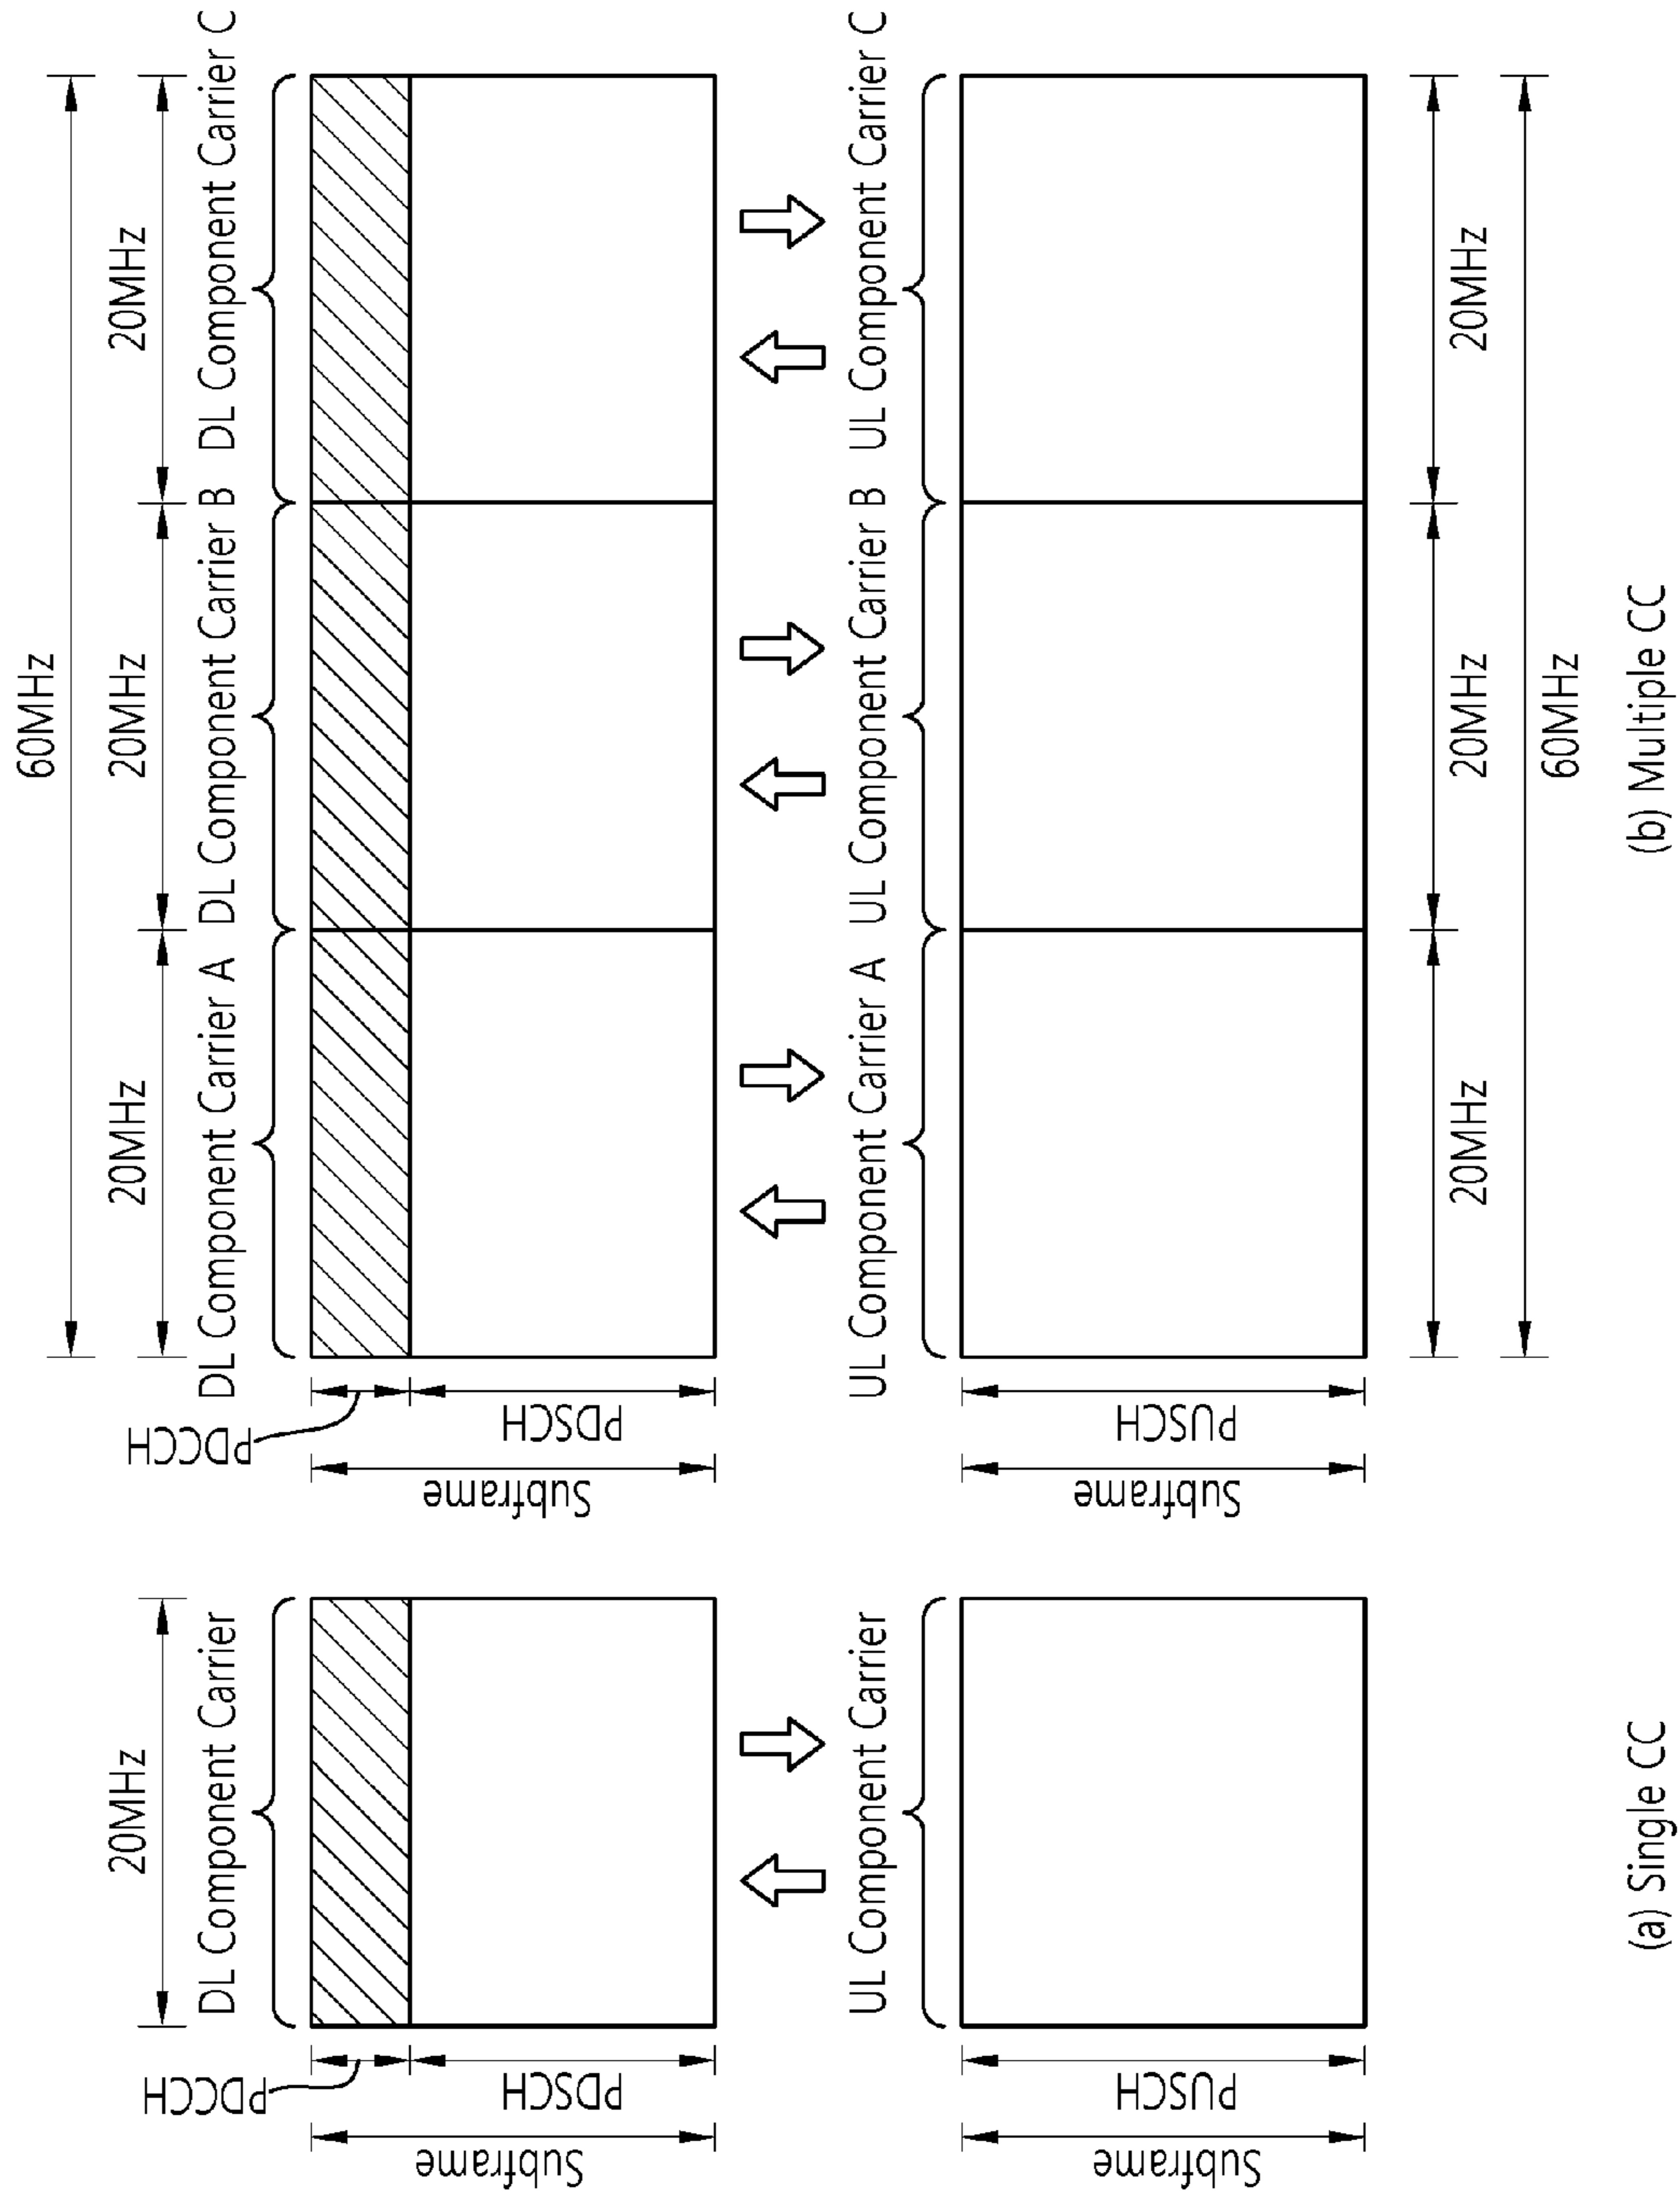 20MHz
DL Component Carrier
PDCCH
PDSCH
Subframe
UL Component Carrier
PUSCH
Subframe
(a) Single CC
60MHz
20MHz
20MHz
20MHz
DL Component Carrier A
DL Component Carrier B
DL Component Carrier C
PDCCH
PDSCH
Subframe
UL Component Carrier A
UL Component Carrier B
UL Component Carrier C
PUSCH
Subframe
20MHz
20MHz
20MHz
60MHz
(b) Multiple CC